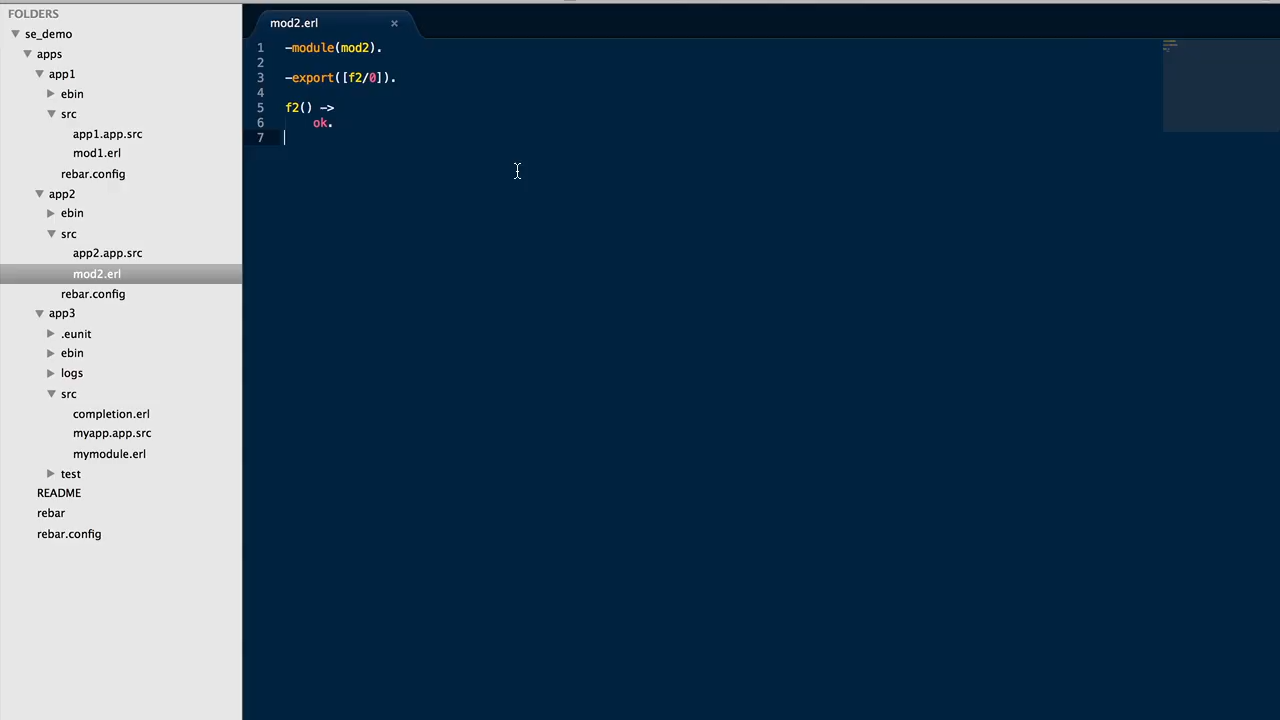 FOLDERS
se_demo
apps
app1
ebin
src
app1.app.src
mod1.erl
rebar.config
app2
ebin
src
app2.app.src
mod2.erl
rebar.config
app3
.eunit
ebin
logs
src
completion.erl
myapp.app.src
mymodule.erl
test
README
rebar
rebar.config
mod2.erl ×
1 -module(mod2).
2
3 -export([f2/0]).
4
5 f2() ->
6 ok.
7